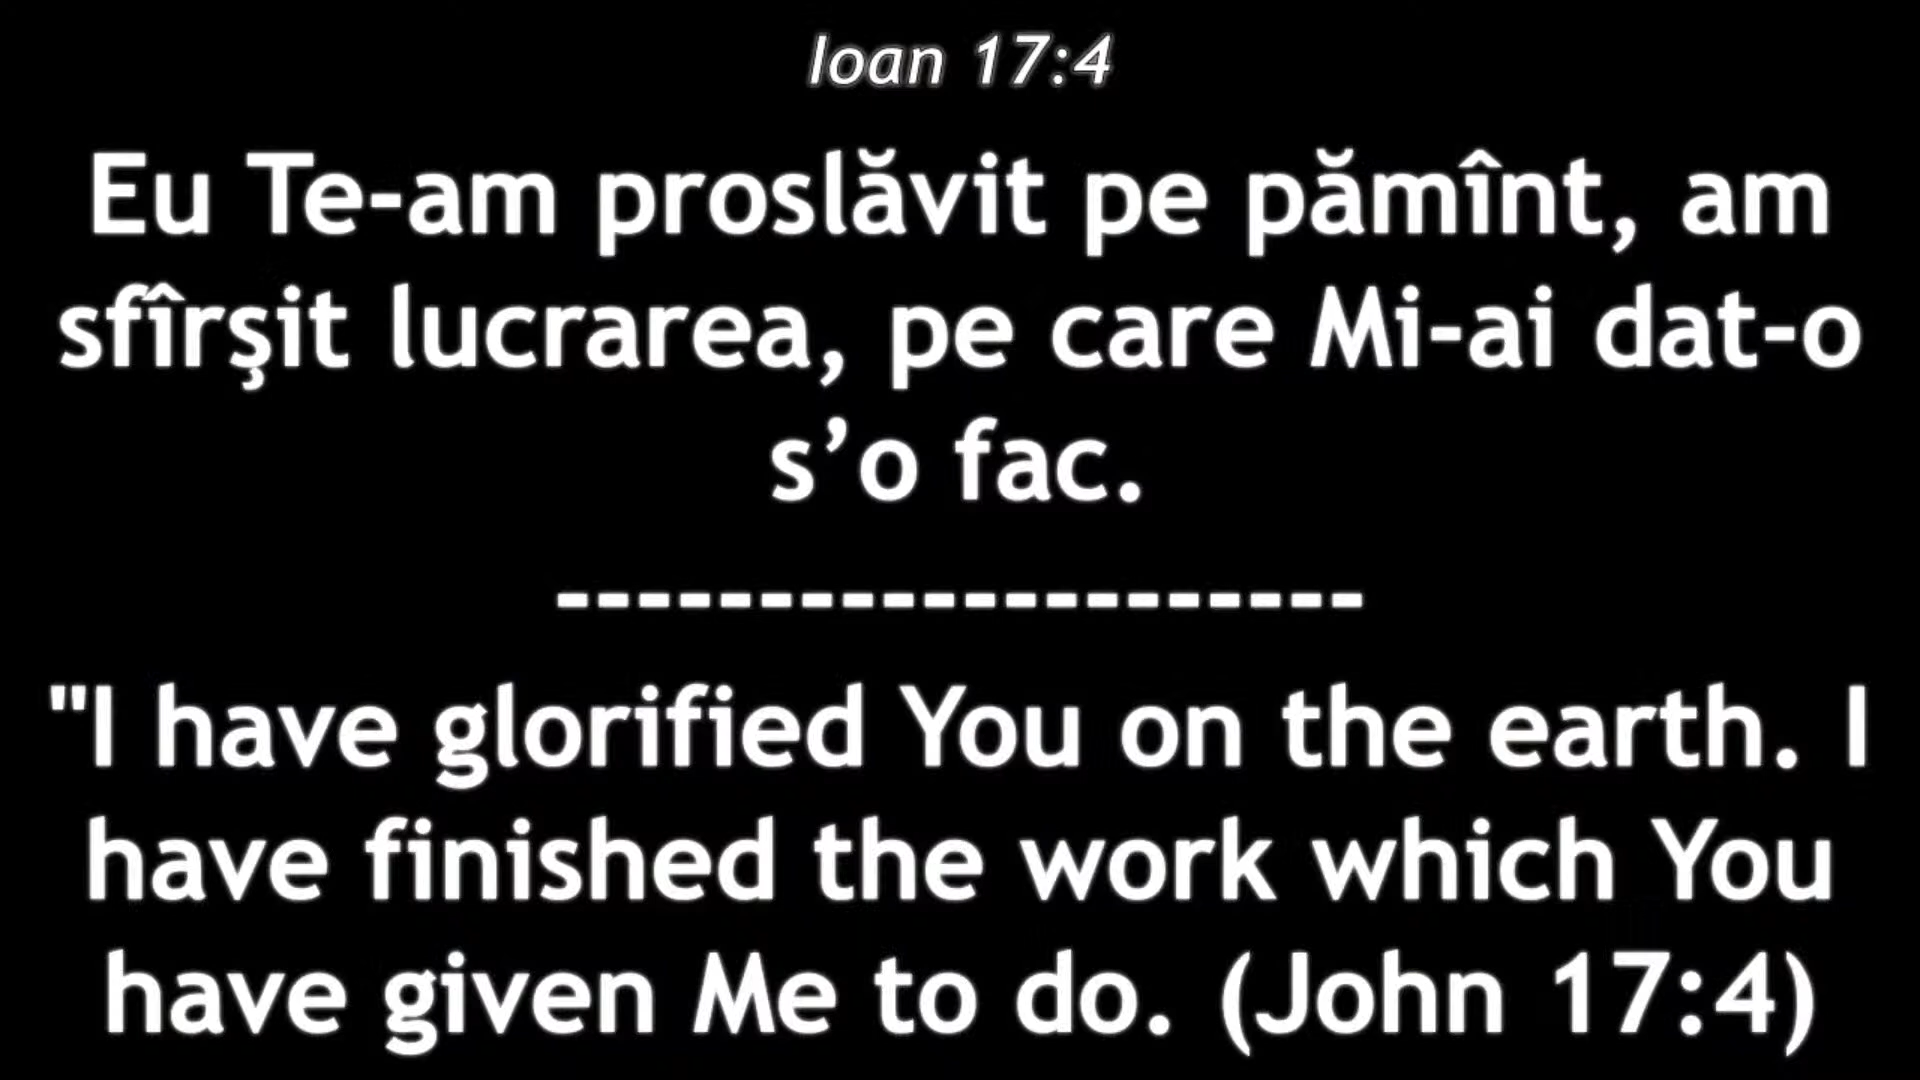 Ioan 17:4
Eu Te-am proslăvit pe pămînt, am
sfîrşit lucrarea, pe care Mi-ai dat-o
s’o fac.
--------------------
"I have glorified You on the earth. I
have finished the work which You
have given Me to do. (John 17:4)